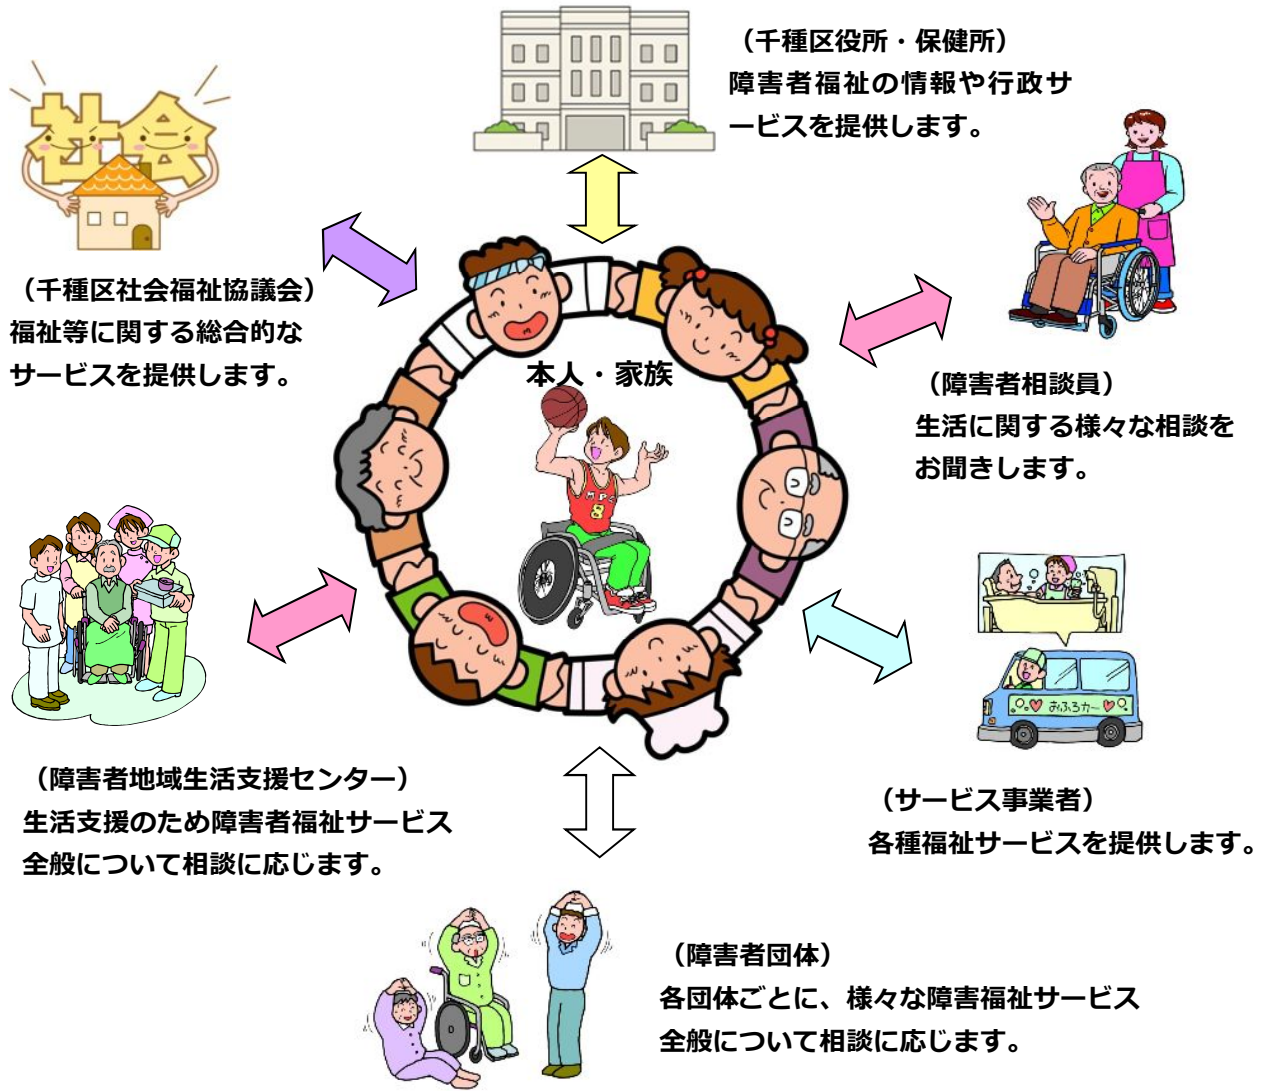 （千種区役所・保健所）
障害者福祉の情報や行政サ
ービスを提供します。
社会
（千種区社会福祉協議会）
福祉等に関する総合的な
サービスを提供します。
本人・家族
（障害者相談員）
生活に関する様々な相談を
お聞きします。
MPC
8
おふろカー
（障害者地域生活支援センター）
生活支援のため障害者福祉サービス
全般について相談に応じます。
（サービス事業者）
各種福祉サービスを提供します。
（障害者団体）
各団体ごとに、様々な障害福祉サービス
全般について相談に応じます。